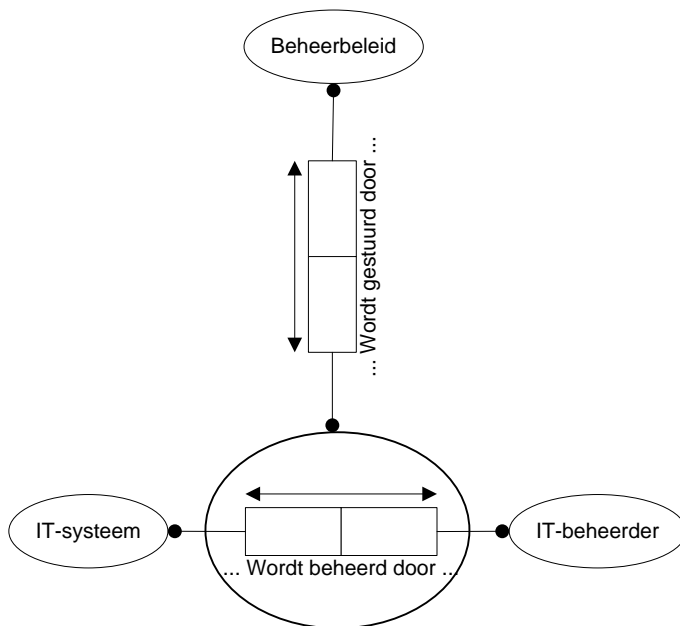 Beheerbeleid
... Wordt gestuurd door ...
IT-systeem
IT-beheerder
... Wordt beheerd door ...